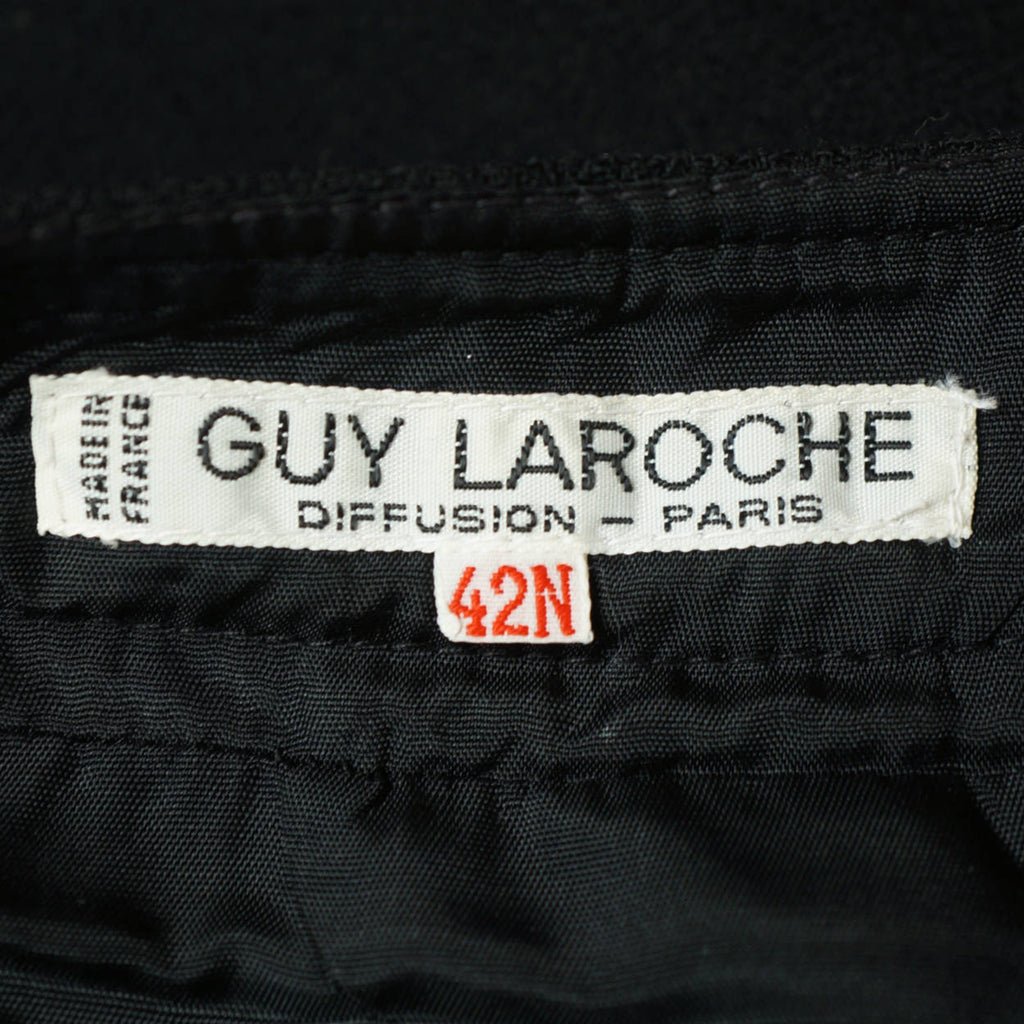 MADE IN
FRANCE
GUY LAROCHE
DIFFUSION – PARIS
42N